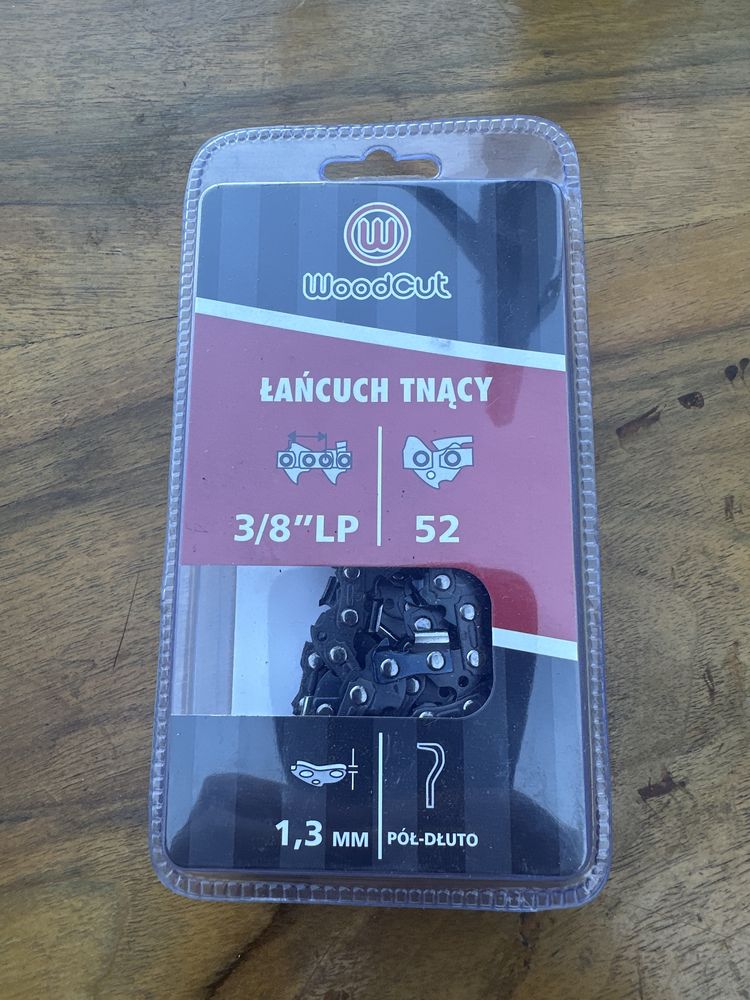 W
WoodCut
ŁAŃCUCH TNĄCY
3/8”LP
52
1,3 MM
PÓŁ-DŁUTO